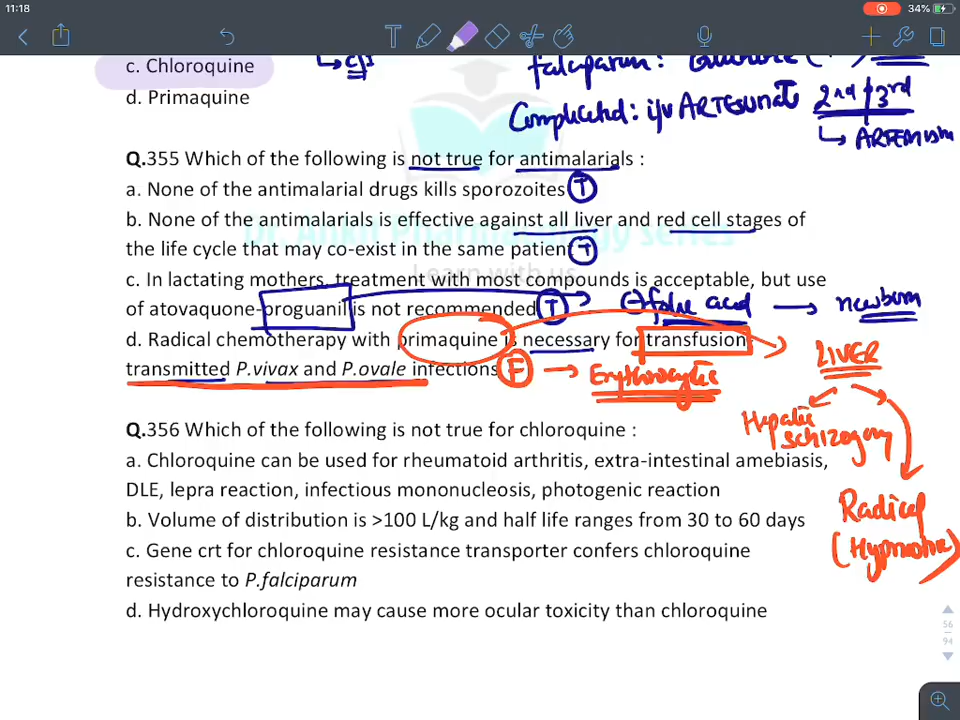 11:18
34%
c. Chloroquine
falciparum:
d. Primaquine
Complicated: i/v ARTESUNATE 2nd 3rd
Q.355 Which of the following is not true for antimalarials :
a. None of the antimalarial drugs kills sporozoites T
b. None of the antimalarials is effective against all liver and red cell stages of
the life cycle that may co-exist in the same patient T
c. In lactating mothers, treatment with most compounds is acceptable, but use
of atovaquone-proguanil is not recommended T (-) folic acid → newborn
d. Radical chemotherapy with primaquine is necessary for transfusion
LIVER
transmitted P.vivax and P.ovale infections F → Erythrocytic
Hepatic
schizogony
Q.356 Which of the following is not true for chloroquine :
a. Chloroquine can be used for rheumatoid arthritis, extra-intestinal amebiasis,
DLE, lepra reaction, infectious mononucleosis, photogenic reaction
Radical
b. Volume of distribution is >100 L/kg and half life ranges from 30 to 60 days
c. Gene crt for chloroquine resistance transporter confers chloroquine
resistance to P.falciparum
d. Hydroxychloroquine may cause more ocular toxicity than chloroquine
Learn with us
56
94